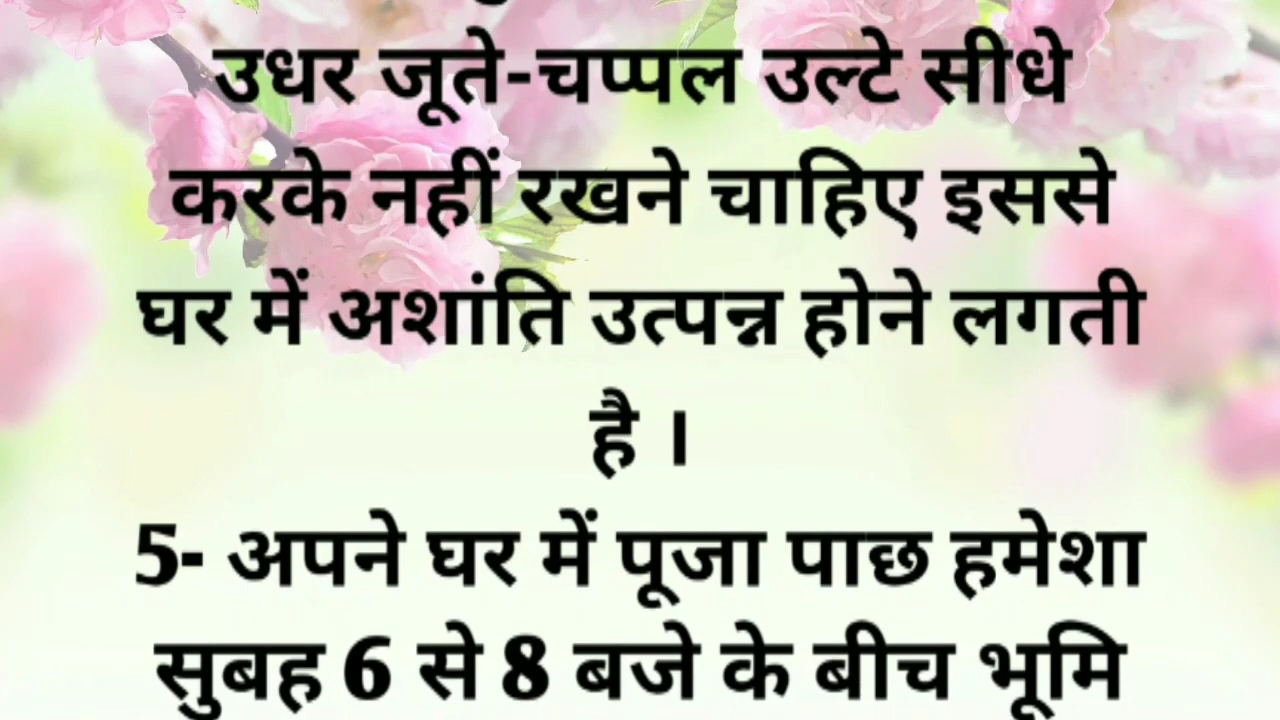 उधर जूते-चप्पल उल्टे सीधे
करके नहीं रखने चाहिए इससे
घर में अशांति उत्पन्न होने लगती
है ।
5- अपने घर में पूजा पाछ हमेशा
सुबह 6 से 8 बजे के बीच भूमि